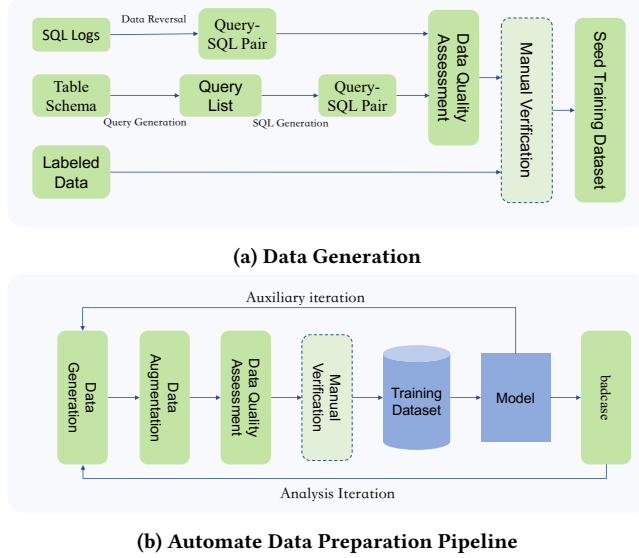 SQL Logs
Data Reversal
Query-
SQL Pair
Table
Schema
Query Generation
Query
List
SQL Generation
Query-
SQL Pair
Labeled
Data
Data Quality
Assessment
Manual Verification
Seed Training Dataset
(a) Data Generation
Auxiliary iteration
Data
Generation
Data
Augmentation
Data Quality
Assessment
Manual
Verification
Training
Dataset
Model
badcase
Analysis Iteration
(b) Automate Data Preparation Pipeline